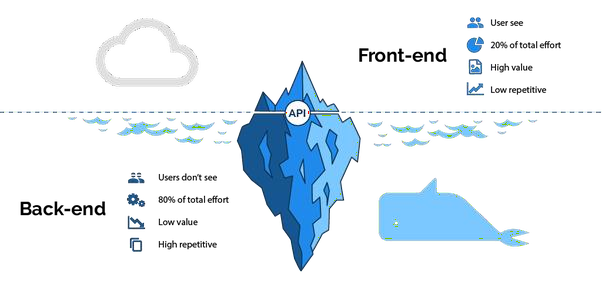 Front-end
User see
20% of total effort
High value
Low repetitive
API
Back-end
Users don't see
80% of total effort
Low value
High repetitive